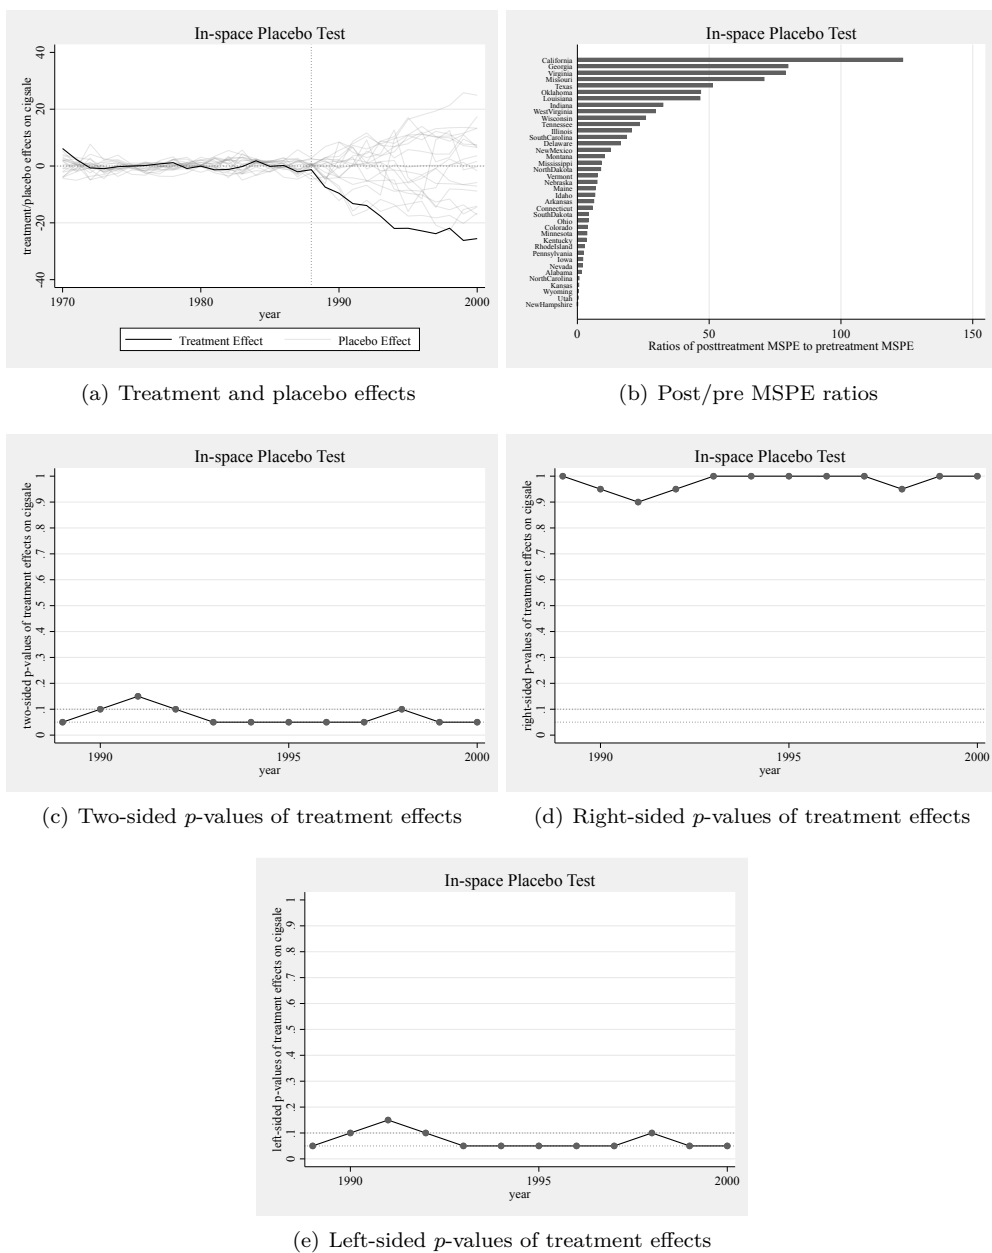 In-space Placebo Test
treatment/placebo effects on cigsale
40
20
0
-20
-40
1970
1980
1990
2000
year
Treatment Effect
Placebo Effect
(a) Treatment and placebo effects
In-space Placebo Test
California
Georgia
Virginia
Missouri
Texas
Oklahoma
Louisiana
Indiana
WestVirginia
Wisconsin
Tennessee
Illinois
SouthCarolina
Delaware
NewMexico
Montana
Mississippi
NorthDakota
Vermont
Nebraska
Maine
Idaho
Arkansas
Connecticut
SouthDakota
Ohio
Colorado
Minnesota
Kentucky
RhodeIsland
Pennsylvania
Iowa
Nevada
Alabama
NorthCarolina
Kansas
Wyoming
Utah
NewHampshire
0
50
100
150
Ratios of posttreatment MSPE to pretreatment MSPE
(b) Post/pre MSPE ratios
In-space Placebo Test
two-sided p-values of treatment effects on cigsale
1
.9
.8
.7
.6
.5
.4
.3
.2
.1
0
1990
1995
2000
year
(c) Two-sided p-values of treatment effects
In-space Placebo Test
right-sided p-values of treatment effects on cigsale
1
.9
.8
.7
.6
.5
.4
.3
.2
.1
0
1990
1995
2000
year
(d) Right-sided p-values of treatment effects
In-space Placebo Test
left-sided p-values of treatment effects on cigsale
1
.9
.8
.7
.6
.5
.4
.3
.2
.1
0
1990
1995
2000
year
(e) Left-sided p-values of treatment effects